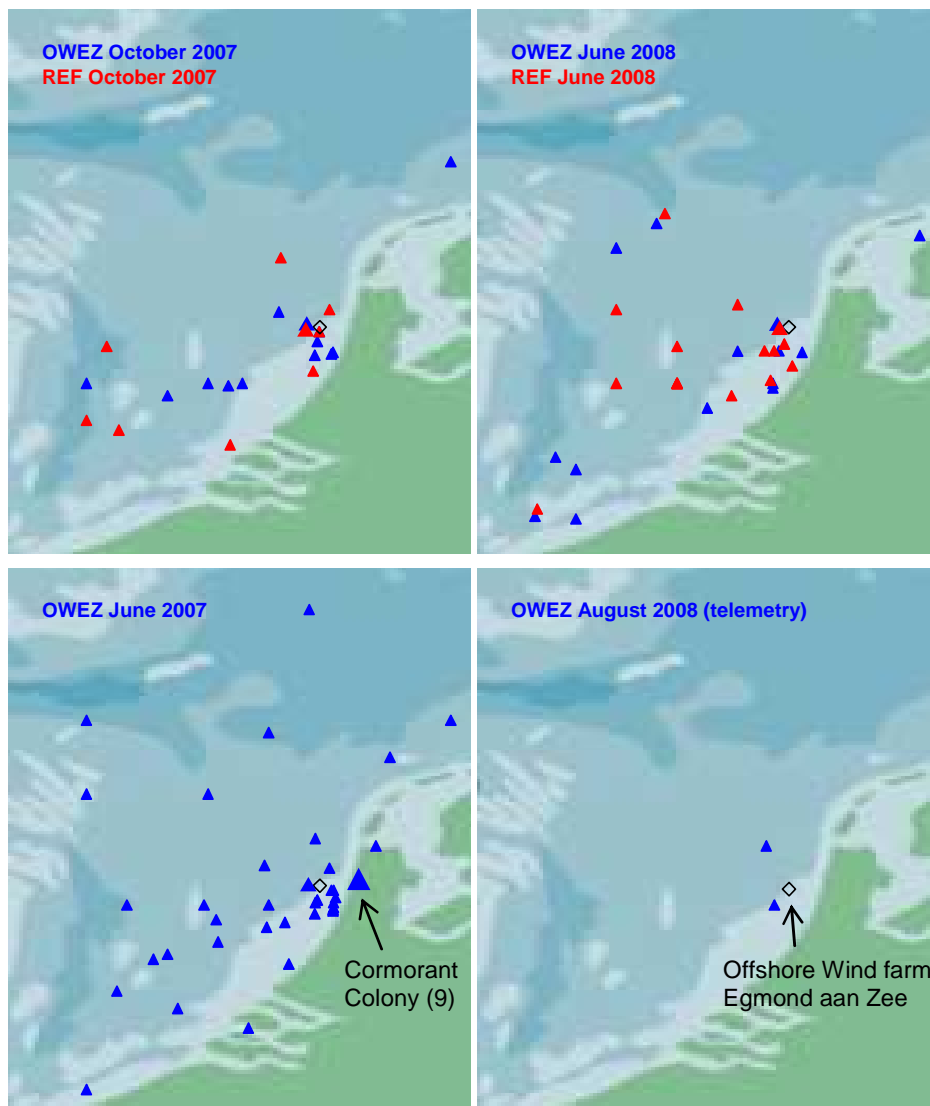 OWEZ October 2007
REF October 2007
OWEZ June 2008
REF June 2008
OWEZ June 2007
Cormorant
Colony (9)
OWEZ August 2008 (telemetry)
Offshore Wind farm
Egmond aan Zee